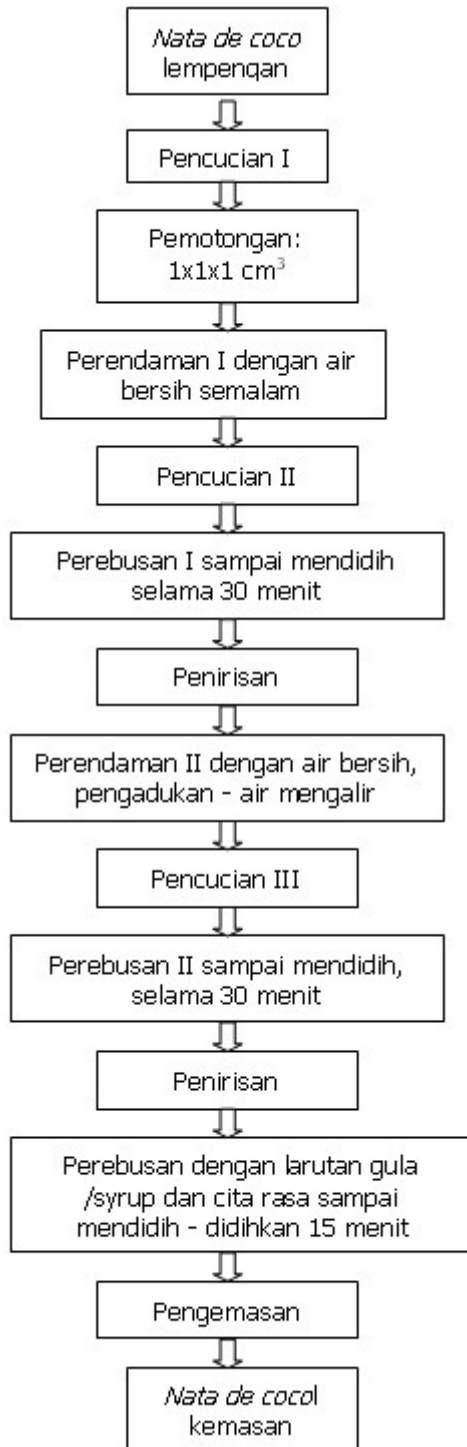 Nata de coco
lempenqan
Pencucian I
Pemotongan:
1x1x1 cm³
Perendaman I dengan air
bersih semalam
Pencucian II
Perebusan I sampai mendidih
selama 30 menit
Penirisan
Perendaman II dengan air bersih,
pengadukan - air mengalir
Pencucian III
Perebusan II sampai mendidih,
selama 30 menit
Penirisan
Perebusan dengan larutan gula
/syrup dan cita rasa sampai
mendidih - didihkan 15 menit
Pengemasan
Nata de cocol
kemasan